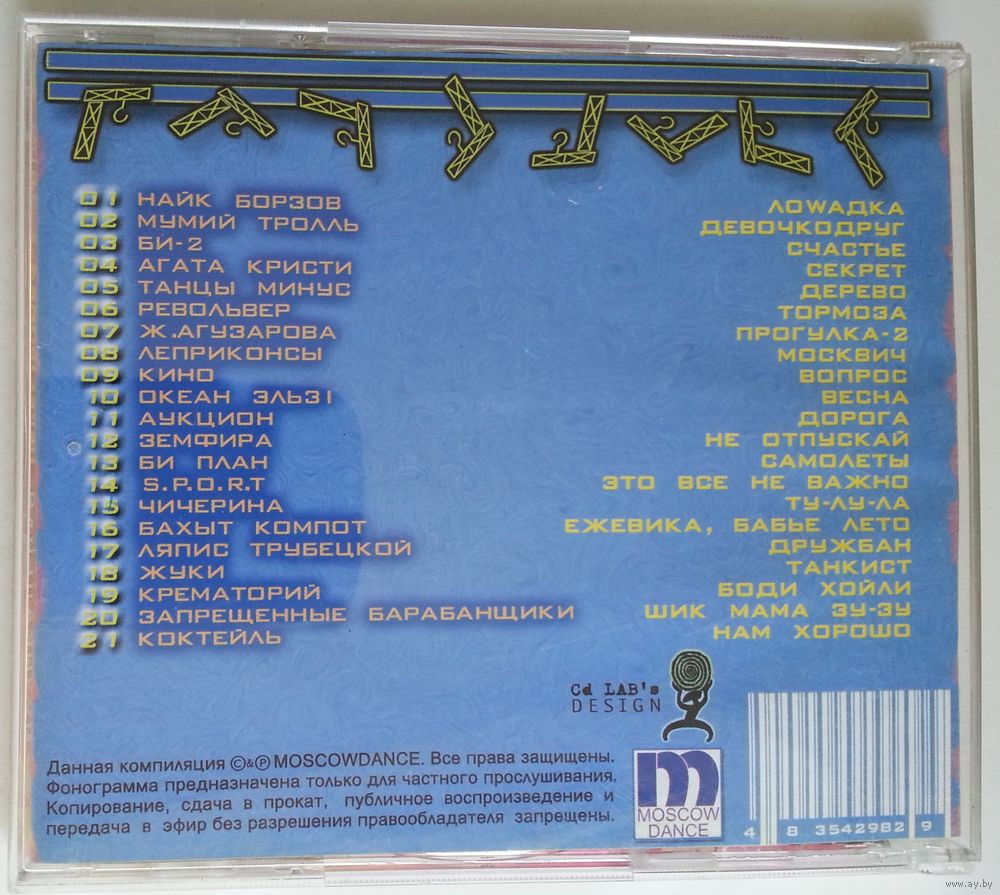 01 НАЙК БОРЗОВ ЛОWАДКА
02 МУМИЙ ТРОЛЛЬ ДЕВОЧКОДРУГ
03 БИ-2 СЧАСТЬЕ
04 АГАТА КРИСТИ СЕКРЕТ
05 ТАНЦЫ МИНУС ДЕРЕВО
06 РЕВОЛЬВЕР ТОРМОЗА
07 Ж.АГУЗАРОВА ПРОГУЛКА-2
08 ЛЕПРИКОНСЫ МОСКВИЧ
09 КИНО ВОПРОС
10 ОКЕАН ЭЛЬЗI ВЕСНА
11 АУКЦИОН ДОРОГА
12 ЗЕМФИРА НЕ ОТПУСКАЙ
13 БИ ПЛАН САМОЛЕТЫ
14 S.P.O.R.T ЭТО ВСЕ НЕ ВАЖНО
15 ЧИЧЕРИНА ТУ-ЛУ-ЛА
16 БАХЫТ КОМПОТ ЕЖЕВИКА, БАБЬЕ ЛЕТО
17 ЛЯПИС ТРУБЕЦКОЙ ДРУЖБАН
18 ЖУКИ ТАНКИСТ
19 КРЕМАТОРИЙ БОДИ ХОЙЛИ
20 ЗАПРЕЩЕННЫЕ БАРАБАНЩИКИ ШИК МАМА ЗУ-ЗУ
21 КОКТЕЙЛЬ НАМ ХОРОШО
Cd LAB's
DESIGN
Данная компиляция ©&℗ MOSCOWDANCE. Все права защищены.
Фонограмма предназначена только для частного прослушивания.
Копирование, сдача в прокат, публичное воспроизведение и
передача в эфир без разрешения правообладателя запрещены.
m
MOSCOW
DANCE
4 8 3542982 9
www.ay.by